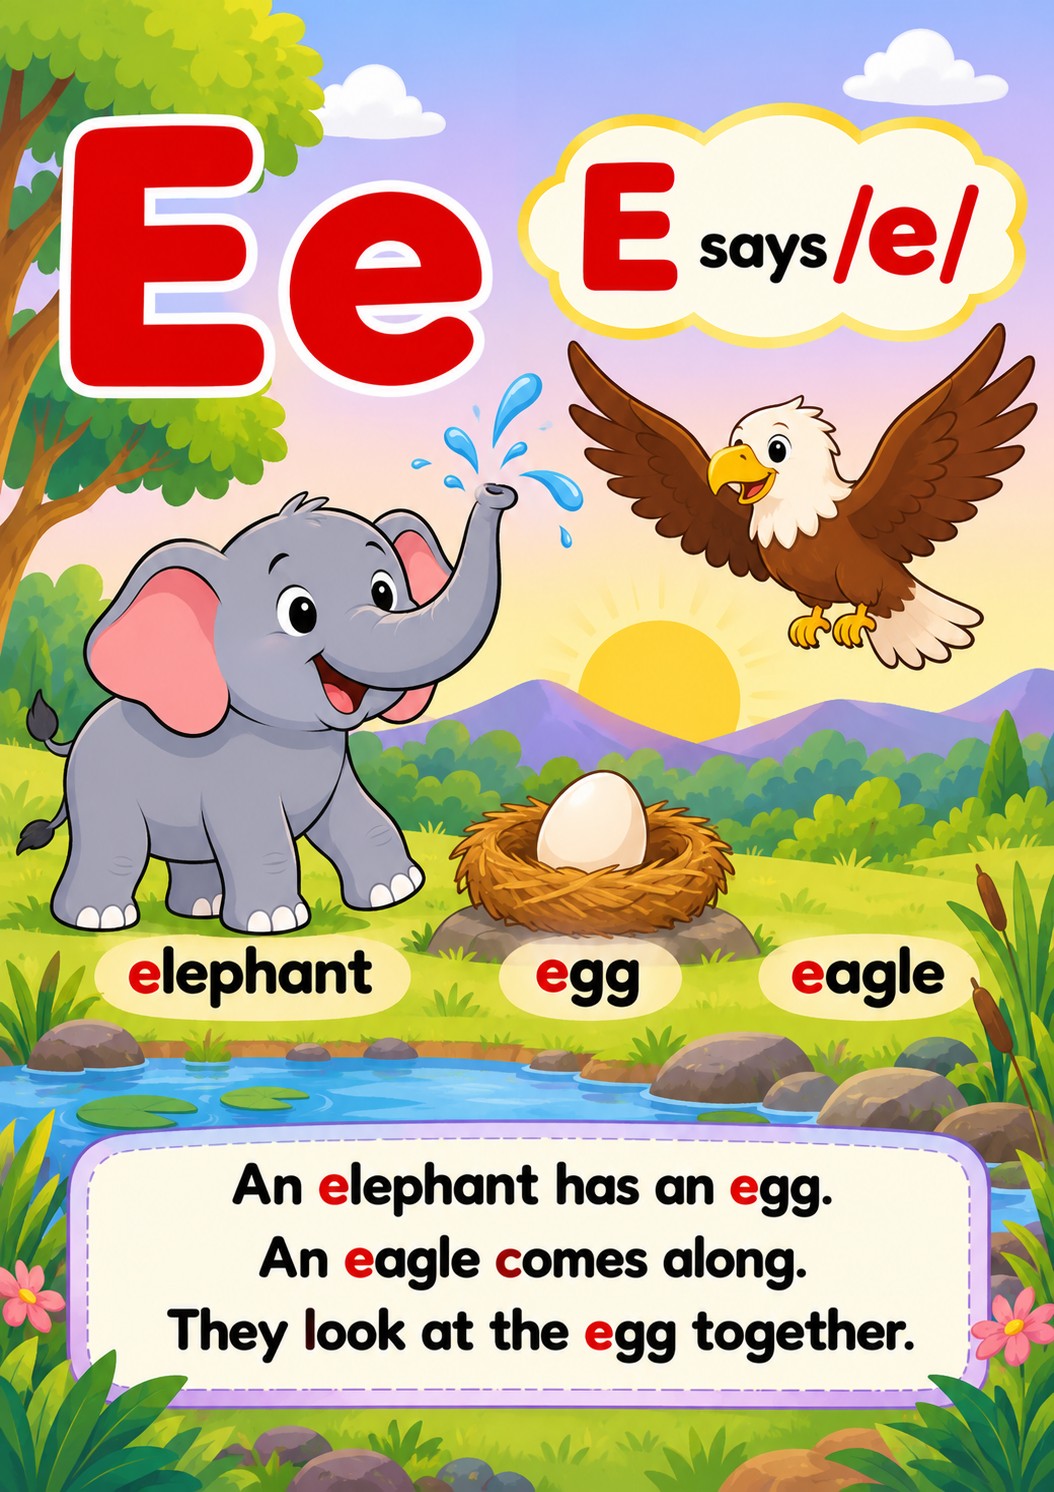 Ee
E says /e/
elephant
egg
eagle
An elephant has an egg.
An eagle comes along.
They look at the egg together.